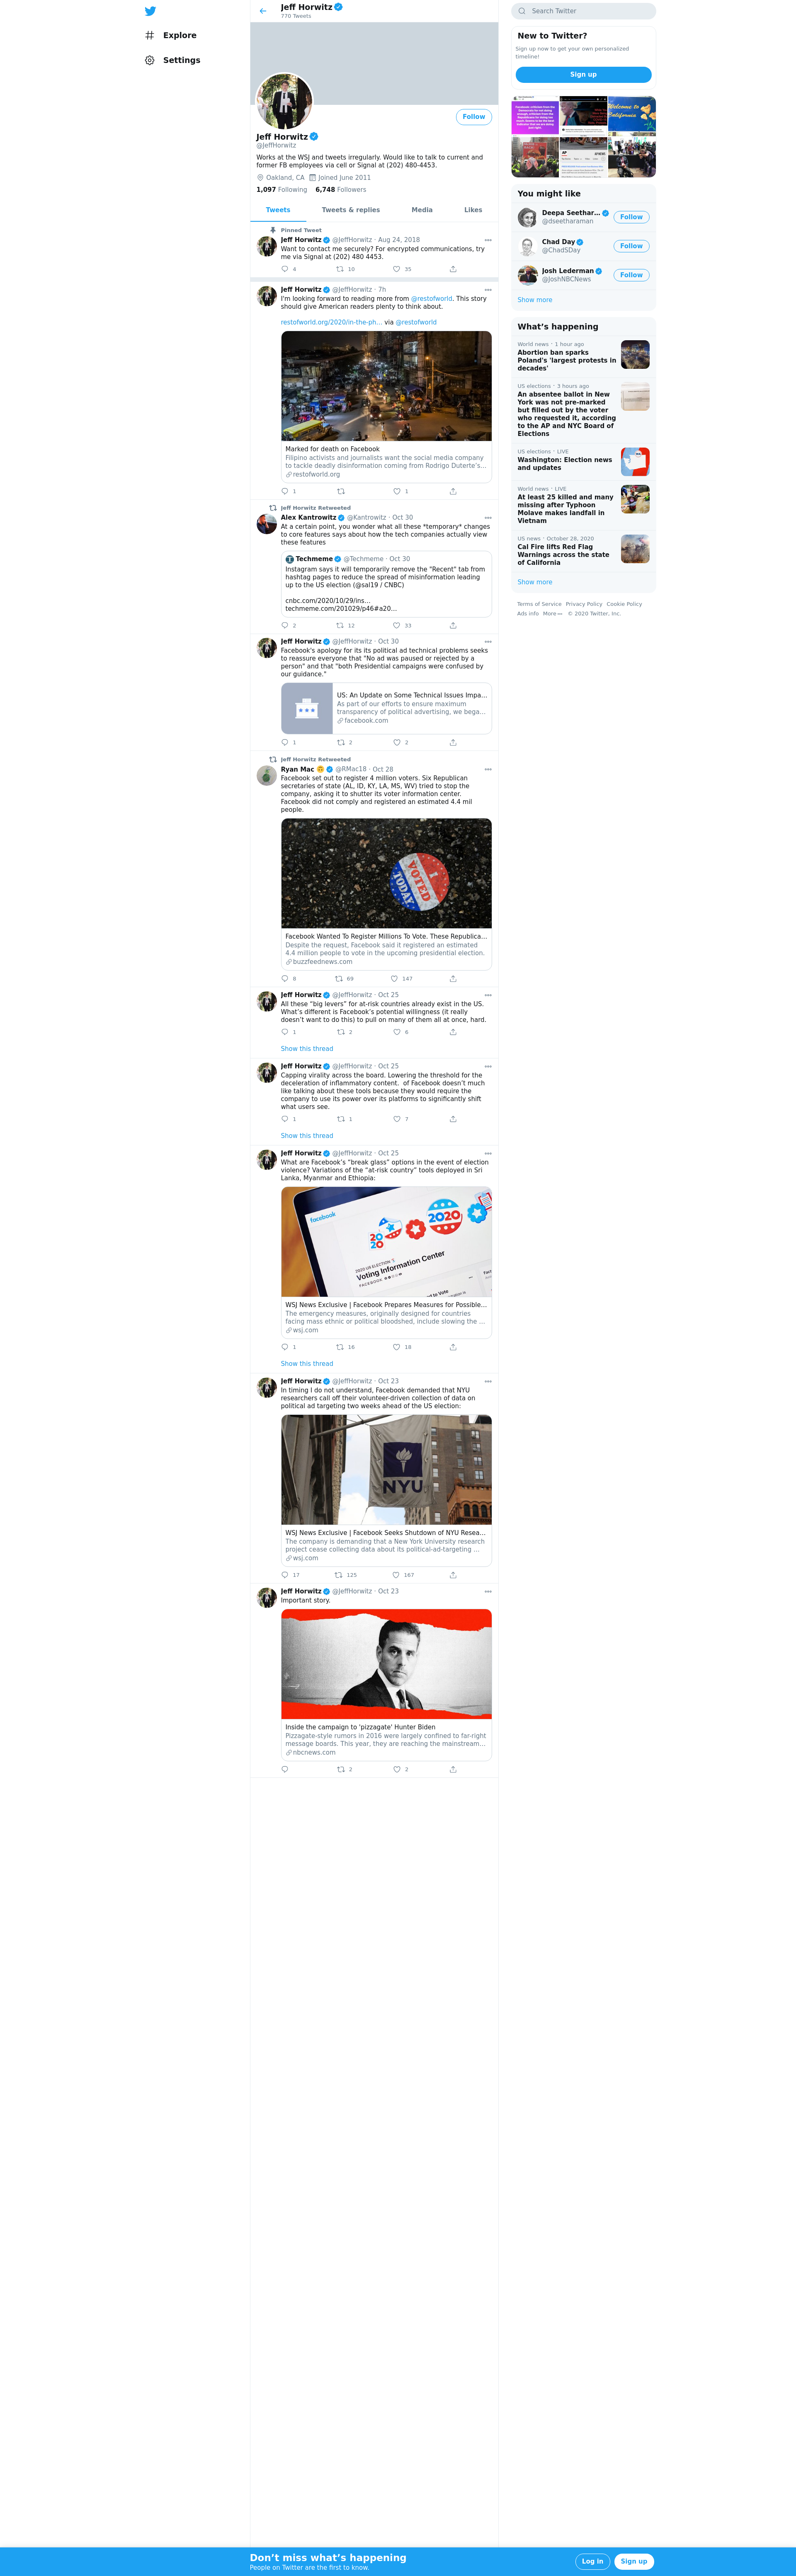 Explore
Settings
Jeff Horwitz
770 Tweets
Follow
Jeff Horwitz
@JeffHorwitz
Works at the WSJ and tweets irregularly. Would like to talk to current and
former FB employees via cell or Signal at (202) 480-4453.
Oakland, CA Joined June 2011
1,097 Following 6,748 Followers
Tweets Tweets & replies Media Likes
Pinned Tweet
Jeff Horwitz @JeffHorwitz · Aug 24, 2018
Want to contact me securely? For encrypted communications, try
me via Signal at (202) 480 4453.
4 10 35
Jeff Horwitz @JeffHorwitz · 7h
I'm looking forward to reading more from @restofworld. This story
should give American readers plenty to think about.
restofworld.org/2020/in-the-ph… via @restofworld
Marked for death on Facebook
Filipino activists and journalists want the social media company
to tackle deadly disinformation coming from Rodrigo Duterte's…
restofworld.org
1 1
Jeff Horwitz Retweeted
Alex Kantrowitz @Kantrowitz · Oct 30
At a certain point, you wonder what all these *temporary* changes
to core features says about how the tech companies actually view
these features
Techmeme @Techmeme · Oct 30
Instagram says it will temporarily remove the "Recent" tab from
hashtag pages to reduce the spread of misinformation leading
up to the US election (@sal19 / CNBC)
cnbc.com/2020/10/29/ins…
techmeme.com/201029/p46#a20…
2 12 33
Jeff Horwitz @JeffHorwitz · Oct 30
Facebook's apology for its its political ad technical problems seeks
to reassure everyone that "No ad was paused or rejected by a
person" and that "both Presidential campaigns were confused by
our guidance."
US: An Update on Some Technical Issues Impa…
As part of our efforts to ensure maximum
transparency of political advertising, we bega…
facebook.com
1 2 2
Jeff Horwitz Retweeted
Ryan Mac @RMac18 · Oct 28
Facebook set out to register 4 million voters. Six Republican
secretaries of state (AL, ID, KY, LA, MS, WV) tried to stop the
company, asking it to shutter its voter information center.
Facebook did not comply and registered an estimated 4.4 mil
people.
I VOTED TODAY
Facebook Wanted To Register Millions To Vote. These Republica…
Despite the request, Facebook said it registered an estimated
4.4 million people to vote in the upcoming presidential election.
buzzfeednews.com
8 69 147
Jeff Horwitz @JeffHorwitz · Oct 25
All these “big levers” for at-risk countries already exist in the US.
What’s different is Facebook’s potential willingness (it really
doesn’t want to do this) to pull on many of them all at once, hard.
1 2 6
Show this thread
Jeff Horwitz @JeffHorwitz · Oct 25
Capping virality across the board. Lowering the threshold for the
deceleration of inflammatory content. of Facebook doesn’t much
like talking about these tools because they would require the
company to use its power over its platforms to significantly shift
what users see.
1 1 7
Show this thread
Jeff Horwitz @JeffHorwitz · Oct 25
What are Facebook’s “break glass” options in the event of election
violence? Variations of the “at-risk country” tools deployed in Sri
Lanka, Myanmar and Ethiopia:
facebook
2020
2020
2020 US ELECTION
Voting Information Center
FACEBOOK
WSJ News Exclusive | Facebook Prepares Measures for Possible…
The emergency measures, originally designed for countries
facing mass ethnic or political bloodshed, include slowing the …
wsj.com
1 16 18
Show this thread
Jeff Horwitz @JeffHorwitz · Oct 23
In timing I do not understand, Facebook demanded that NYU
researchers call off their volunteer-driven collection of data on
political ad targeting two weeks ahead of the US election:
NYU
WSJ News Exclusive | Facebook Seeks Shutdown of NYU Resea…
The company is demanding that a New York University research
project cease collecting data about its political-ad-targeting …
wsj.com
17 125 167
Jeff Horwitz @JeffHorwitz · Oct 23
Important story.
Inside the campaign to 'pizzagate' Hunter Biden
Pizzagate-style rumors in 2016 were largely confined to far-right
message boards. This year, they are reaching the mainstream…
nbcnews.com
2 2
Search Twitter
New to Twitter?
Sign up now to get your own personalized
timeline!
Sign up
Welcome to
California
AP
You might like
Deepa Seethar…
@dseetharaman
Follow
Chad Day
@ChadSDay
Follow
Josh Lederman
@JoshNBCNews
Follow
Show more
What’s happening
World news · 1 hour ago
Abortion ban sparks
Poland's 'largest protests in
decades'
US elections · 3 hours ago
An absentee ballot in New
York was not pre-marked
but filled out by the voter
who requested it, according
to the AP and NYC Board of
Elections
US elections · LIVE
Washington: Election news
and updates
World news · LIVE
At least 25 killed and many
missing after Typhoon
Molave makes landfall in
Vietnam
US news · October 28, 2020
Cal Fire lifts Red Flag
Warnings across the state
of California
Show more
Terms of Service Privacy Policy Cookie Policy
Ads info More © 2020 Twitter, Inc.
Don’t miss what’s happening
People on Twitter are the first to know.
Log in Sign up